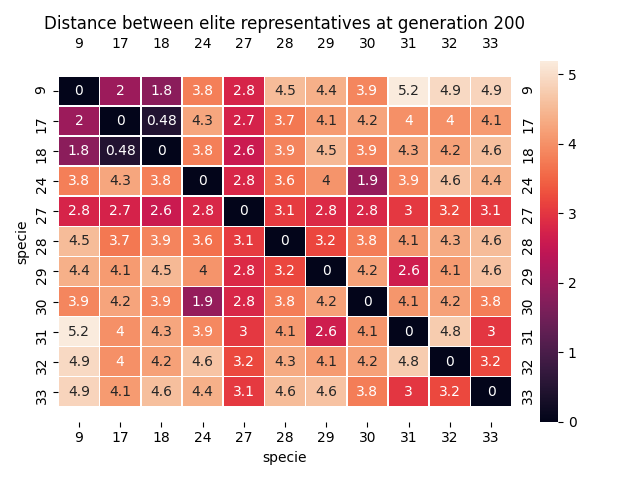 Distance between elite representatives at generation 200
9 17 18 24 27 28 29 30 31 32 33
9 0 2 1.8 3.8 2.8 4.5 4.4 3.9 5.2 4.9 4.9 9
17 2 0 0.48 4.3 2.7 3.7 4.1 4.2 4 4 4.1 17
18 1.8 0.48 0 3.8 2.6 3.9 4.5 3.9 4.3 4.2 4.6 18
24 3.8 4.3 3.8 0 2.8 3.6 4 1.9 3.9 4.6 4.4 24
27 2.8 2.7 2.6 2.8 0 3.1 2.8 2.8 3 3.2 3.1 27
28 4.5 3.7 3.9 3.6 3.1 0 3.2 3.8 4.1 4.3 4.6 28
29 4.4 4.1 4.5 4 2.8 3.2 0 4.2 2.6 4.1 4.6 29
30 3.9 4.2 3.9 1.9 2.8 3.8 4.2 0 4.1 4.2 3.8 30
31 5.2 4 4.3 3.9 3 4.1 2.6 4.1 0 4.8 3 31
32 4.9 4 4.2 4.6 3.2 4.3 4.1 4.2 4.8 0 3.2 32
33 4.9 4.1 4.6 4.4 3.1 4.6 4.6 3.8 3 3.2 0 33
9 17 18 24 27 28 29 30 31 32 33
specie
specie
5
4
3
2
1
0